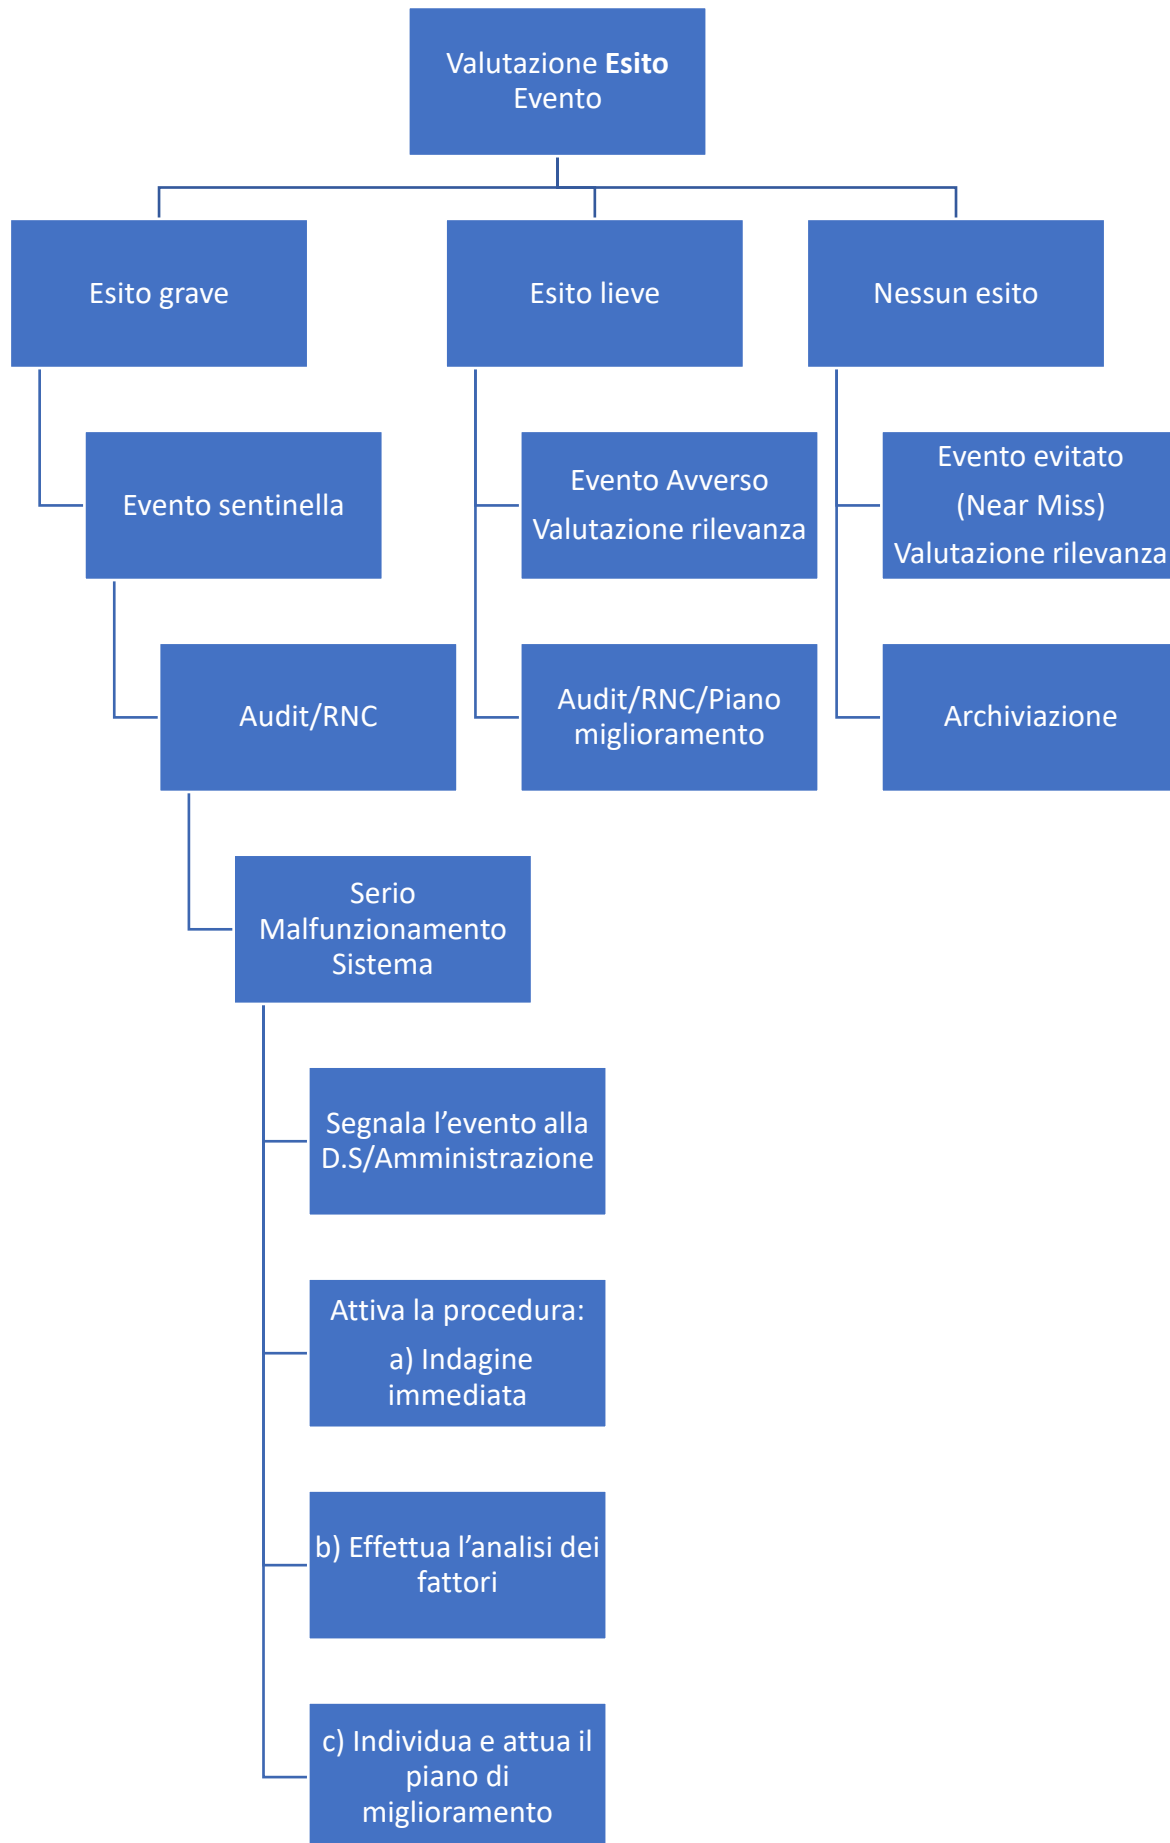 Valutazione Esito
Evento
Esito grave
Esito lieve
Nessun esito
Evento sentinella
Evento Avverso
Valutazione rilevanza
Evento evitato
(Near Miss)
Valutazione rilevanza
Audit/RNC
Audit/RNC/Piano
miglioramento
Archiviazione
Serio
Malfunzionamento
Sistema
Segnala l’evento alla
D.S/Amministrazione
Attiva la procedura:
a) Indagine
immediata
b) Effettua l’analisi dei
fattori
c) Individua e attua il
piano di
miglioramento